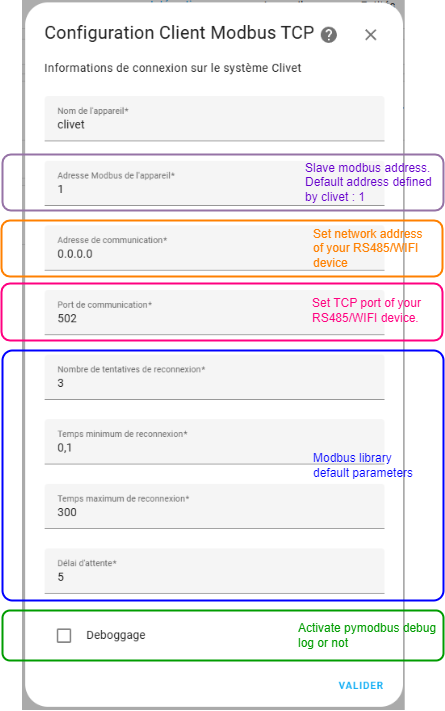 Configuration Client Modbus TCP
Informations de connexion sur le système Clivet
Nom de l'appareil*
clivet
Adresse Modbus de l'appareil*
1
Slave modbus address.
Default address defined
by clivet : 1
Adresse de communication*
0.0.0.0
Set network address
of your RS485/WIFI
device
Port de communication*
502
Set TCP port of your
RS485/WIFI device.
Nombre de tentatives de reconnexion*
3
Temps minimum de reconnexion*
0,1
Modbus library
default parameters
Temps maximum de reconnexion*
300
Délai d'attente*
5
Deboggage
Activate pymodbus debug
log or not
VALIDER